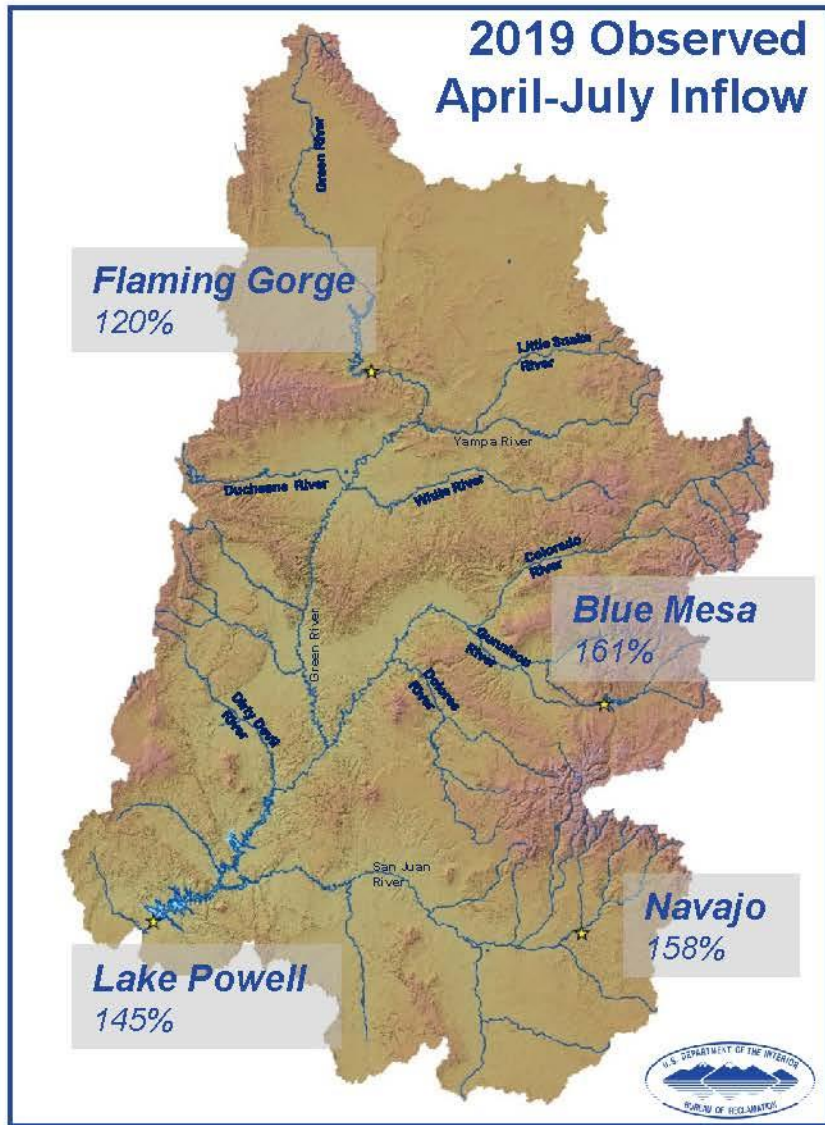 2019 Observed
April-July Inflow
Green River
Flaming Gorge
120%
Little Snake
River
Yampa River
Duchesne River
White River
Colorado
River
Blue Mesa
161%
Gunnison
River
Green River
Dolores
River
Dirty Devil
River
San Juan
River
Navajo
158%
Lake Powell
145%
U.S. DEPARTMENT OF THE INTERIOR
BUREAU OF RECLAMATION